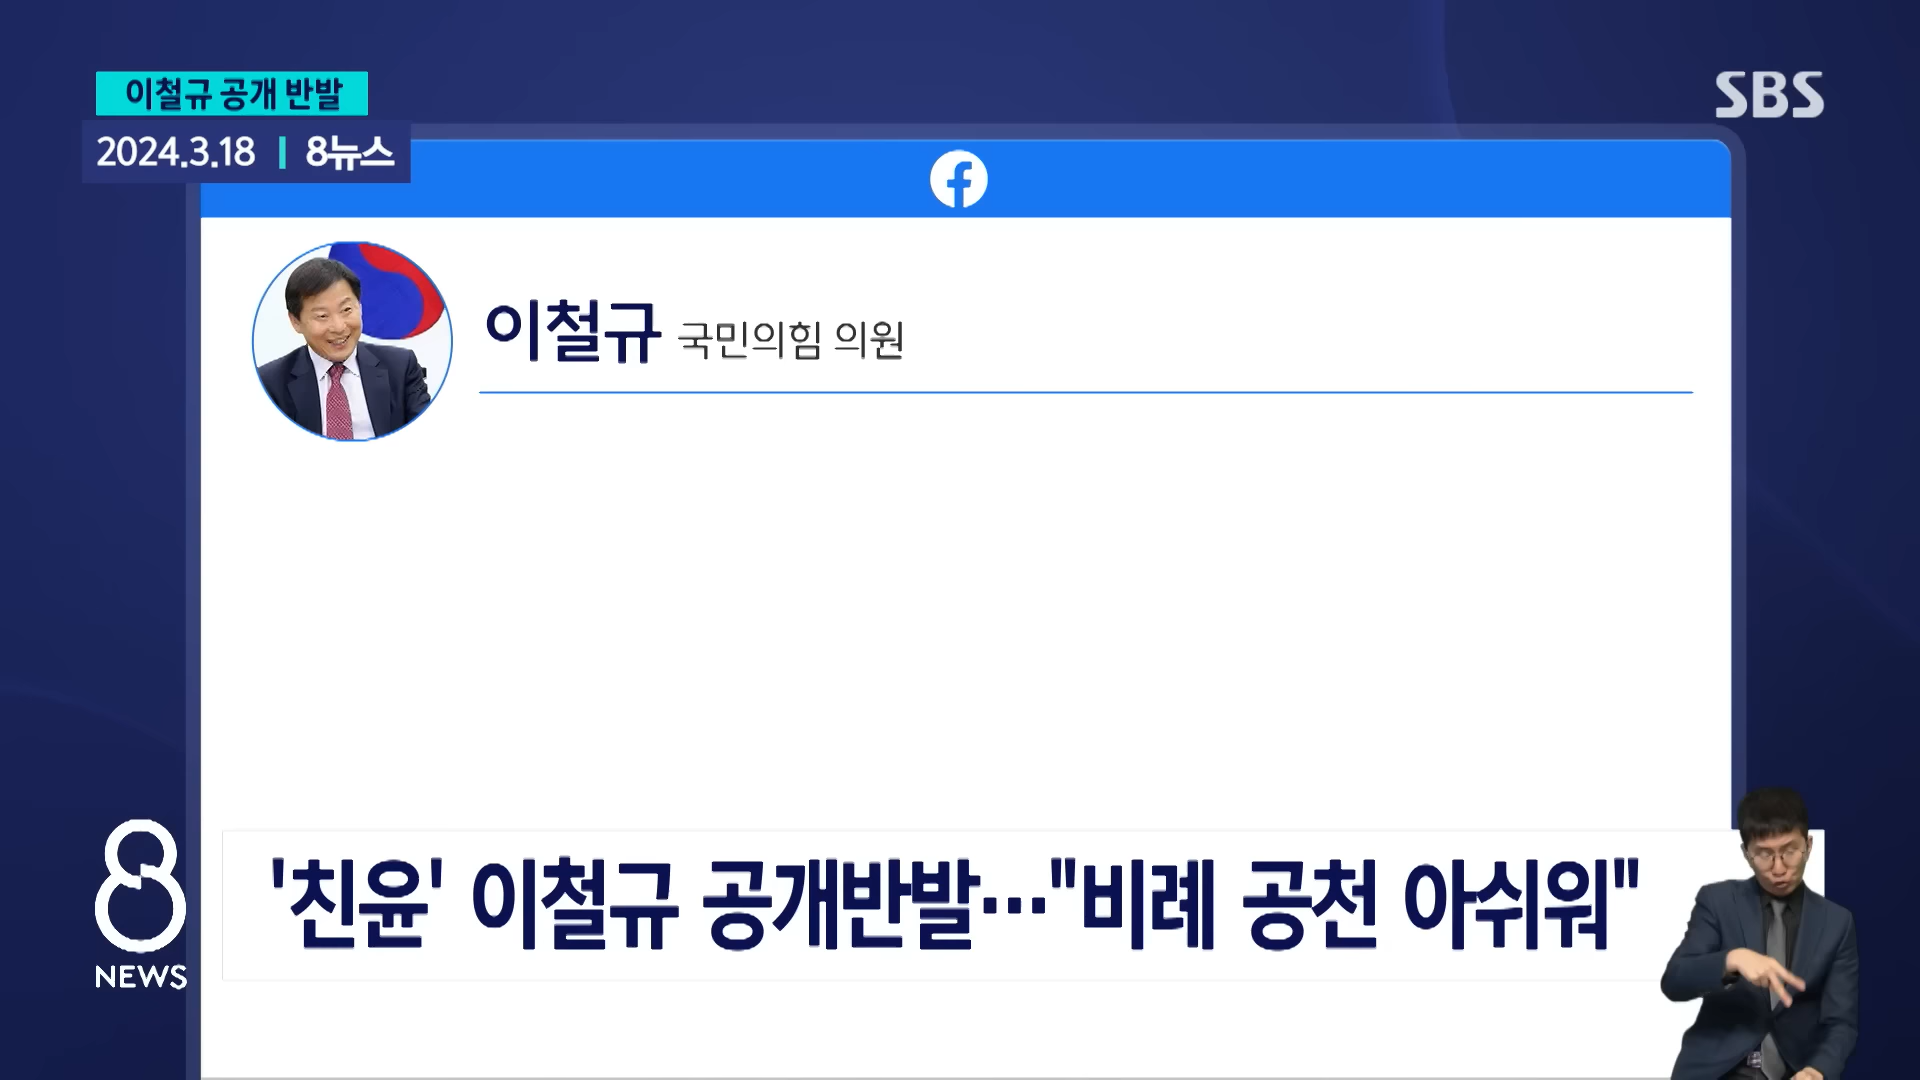 이철규 공개 반발
SBS
2024.3.18 | 8뉴스
이철규 국민의힘 의원
'친윤' 이철규 공개반발…"비례 공천 아쉬워"
8
NEWS